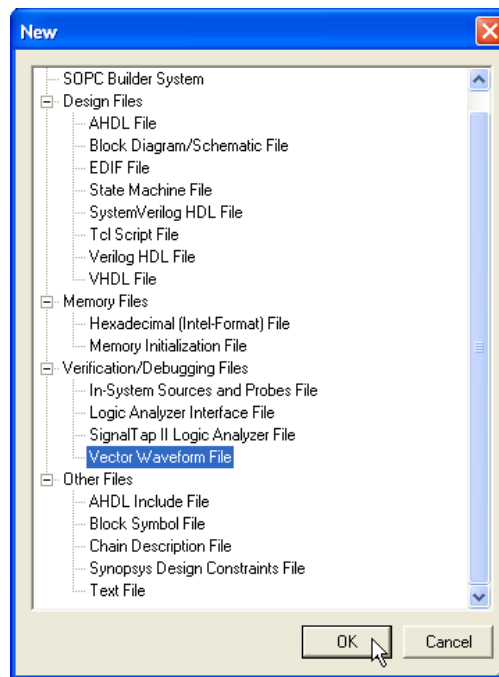 New
SOPC Builder System
Design Files
AHDL File
Block Diagram/Schematic File
EDIF File
State Machine File
SystemVerilog HDL File
Tcl Script File
Verilog HDL File
VHDL File
Memory Files
Hexadecimal (Intel-Format) File
Memory Initialization File
Verification/Debugging Files
In-System Sources and Probes File
Logic Analyzer Interface File
SignalTap II Logic Analyzer File
Vector Waveform File
Other Files
AHDL Include File
Block Symbol File
Chain Description File
Synopsys Design Constraints File
Text File
OK Cancel